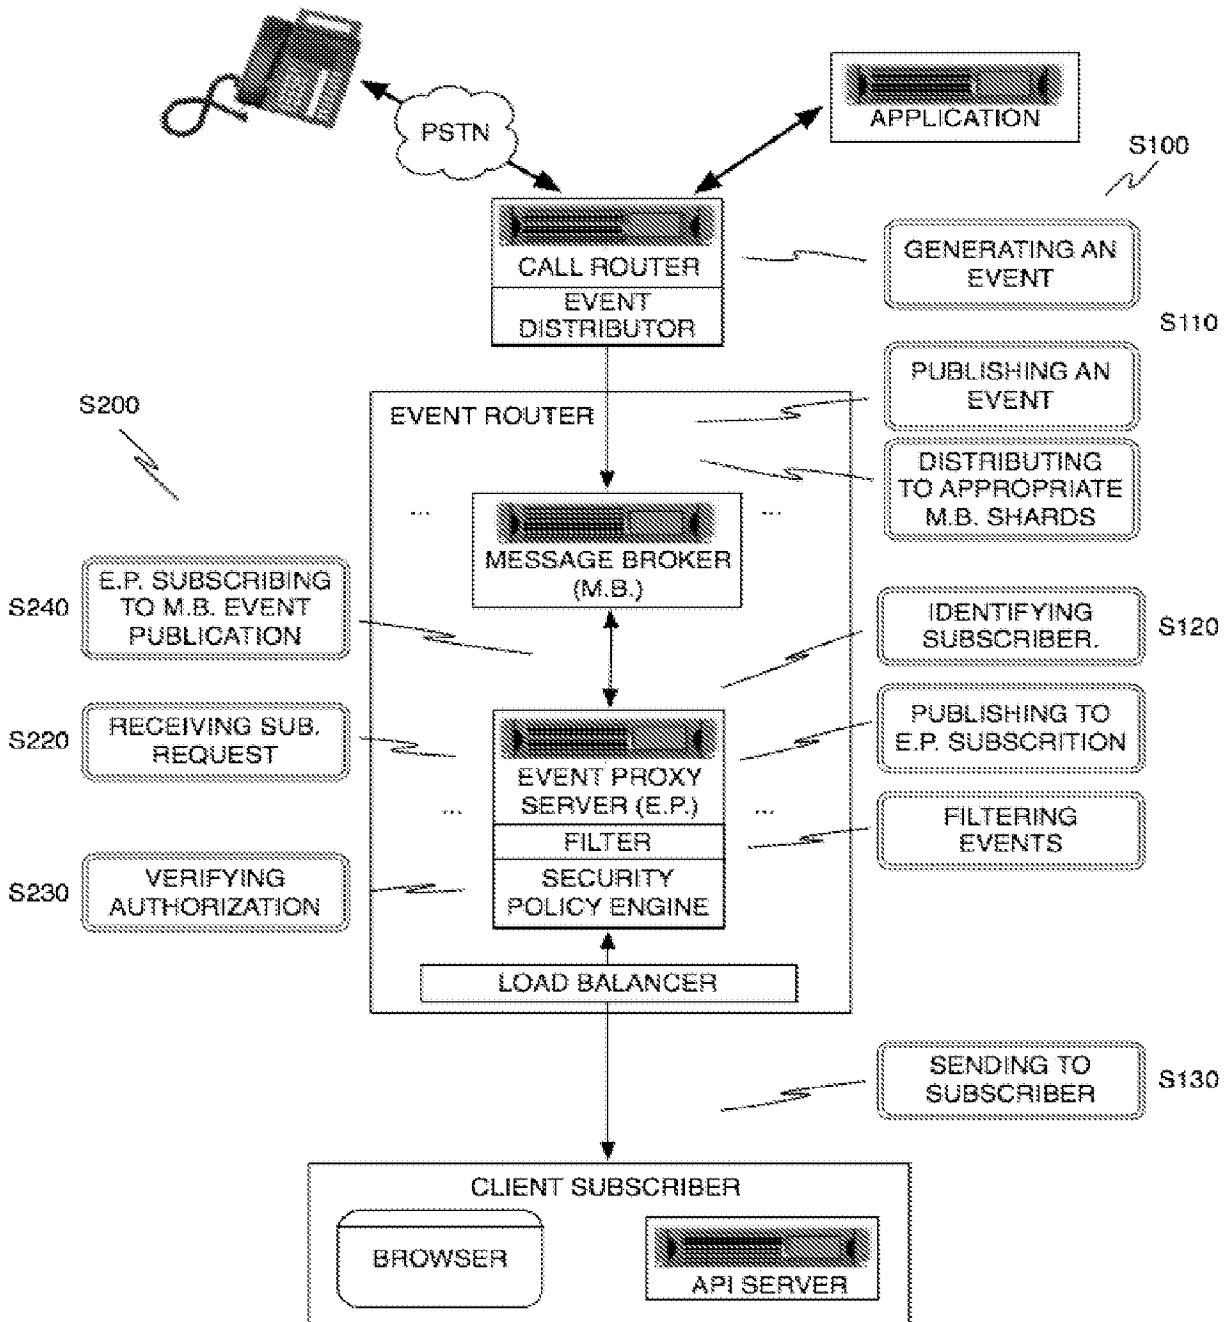 PSTN
APPLICATION
S100
CALL ROUTER
EVENT
DISTRIBUTOR
GENERATING AN
EVENT
S110
PUBLISHING AN
EVENT
S200
EVENT ROUTER
DISTRIBUTING
TO APPROPRIATE
M.B. SHARDS
...
...
MESSAGE BROKER
(M.B.)
S240
E.P. SUBSCRIBING
TO M.B. EVENT
PUBLICATION
IDENTIFYING
SUBSCRIBER.
S120
S220
RECEIVING SUB.
REQUEST
PUBLISHING TO
E.P. SUBSCRITION
EVENT PROXY
SERVER (E.P.)
...
...
FILTER
FILTERING
EVENTS
S230
VERIFYING
AUTHORIZATION
SECURITY
POLICY ENGINE
LOAD BALANCER
SENDING TO
SUBSCRIBER
S130
CLIENT SUBSCRIBER
BROWSER
API SERVER